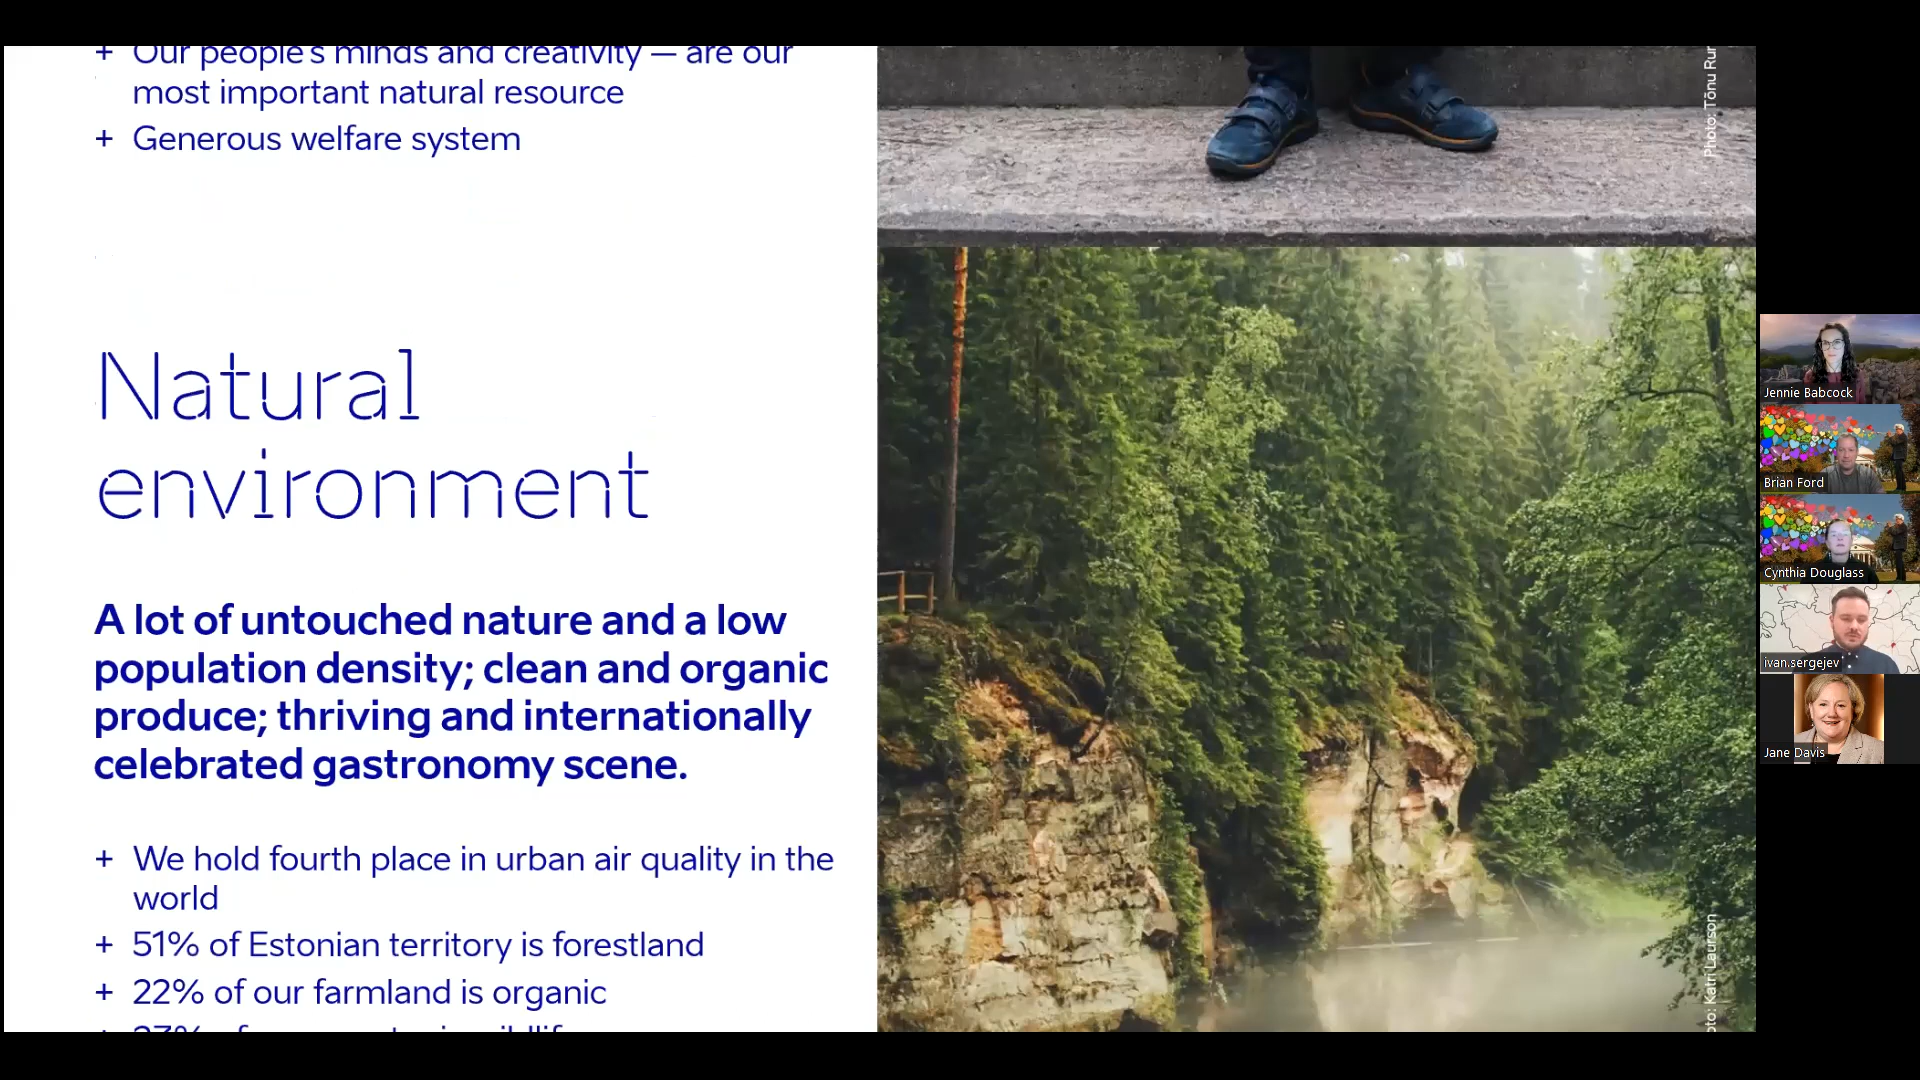 + Our people's minds and creativity — are our
most important natural resource
+ Generous welfare system
Natural
environment
A lot of untouched nature and a low
population density; clean and organic
produce; thriving and internationally
celebrated gastronomy scene.
+ We hold fourth place in urban air quality in the
world
+ 51% of Estonian territory is forestland
+ 22% of our farmland is organic
Photo: Tõnu Run
oto: Katri Laurson
Jennie Babcock
Brian Ford
Cynthia Douglass
ivan.sergejev
Jane Davis